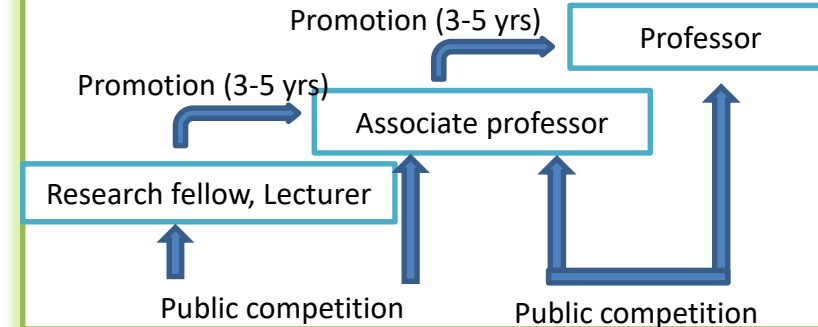 Promotion (3-5 yrs)
Professor
Promotion (3-5 yrs)
Associate professor
Research fellow, Lecturer
Public competition
Public competition